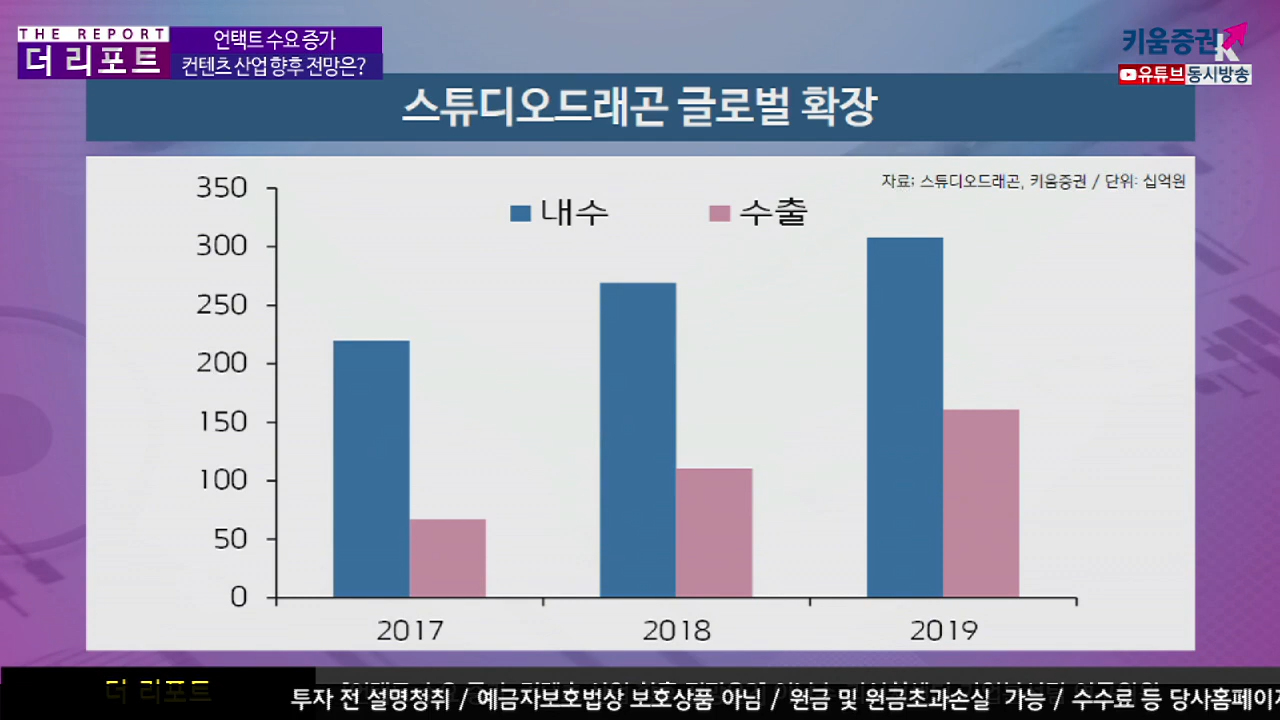 THE REPORT
더 리포트
언택트 수요 증가
컨텐츠 산업 향후 전망은?
키움증권
유튜브 동시방송
스튜디오드래곤 글로벌 확장
자료; 스튜디오드래곤, 키움증권 / 단위: 십억원
내수 수출
350
300
250
200
150
100
50
0
2017 2018 2019
더 리포트
투자 전 설명청취 / 예금자보호법상 보호상품 아님 / 원금 및 원금초과손실 가능 / 수수료 등 당사홈페이지